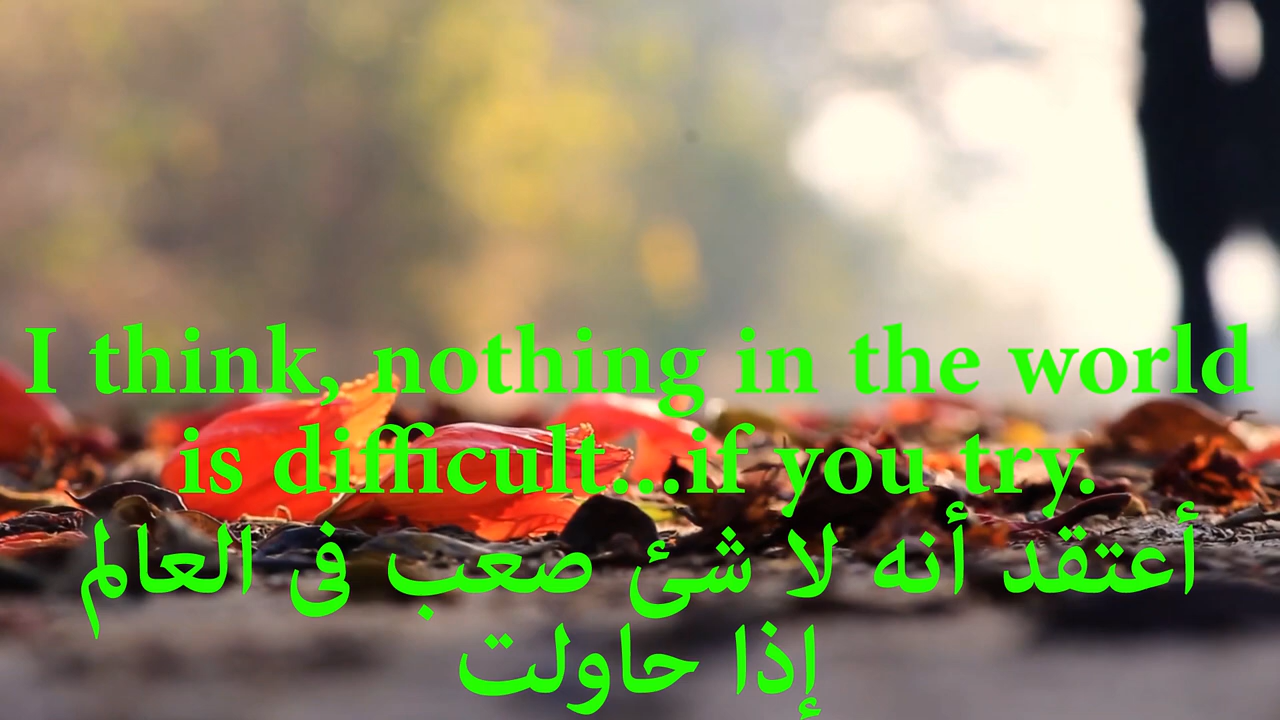 I think, nothing in the world
is difficult...if you try.
أعتقد أنه لا شئ صعب فى العالم
إذا حاولت